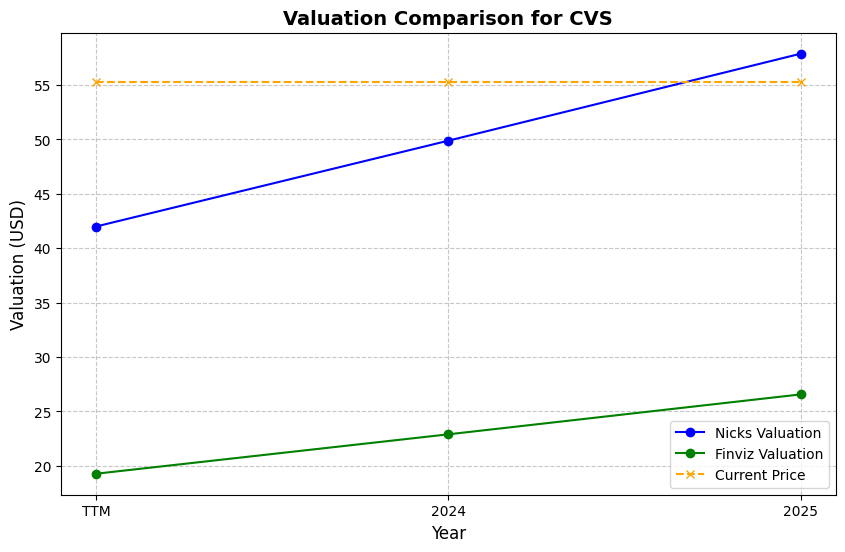 Valuation Comparison for CVS
Valuation (USD)
55
50
45
40
35
30
25
20
TTM
2024
2025
Year
Nicks Valuation
Finviz Valuation
Current Price